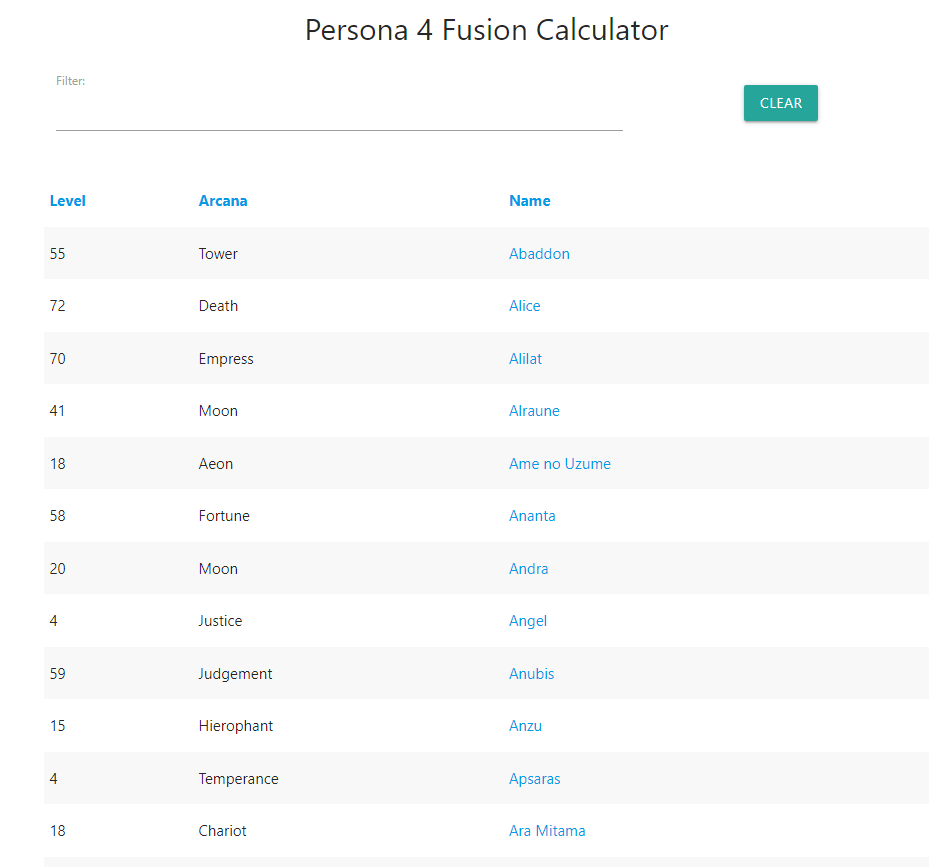 Persona 4 Fusion Calculator
Filter:
CLEAR
Level Arcana Name
55 Tower Abaddon
72 Death Alice
70 Empress Alilat
41 Moon Alraune
18 Aeon Ame no Uzume
58 Fortune Ananta
20 Moon Andra
4 Justice Angel
59 Judgement Anubis
15 Hierophant Anzu
4 Temperance Apsaras
18 Chariot Ara Mitama